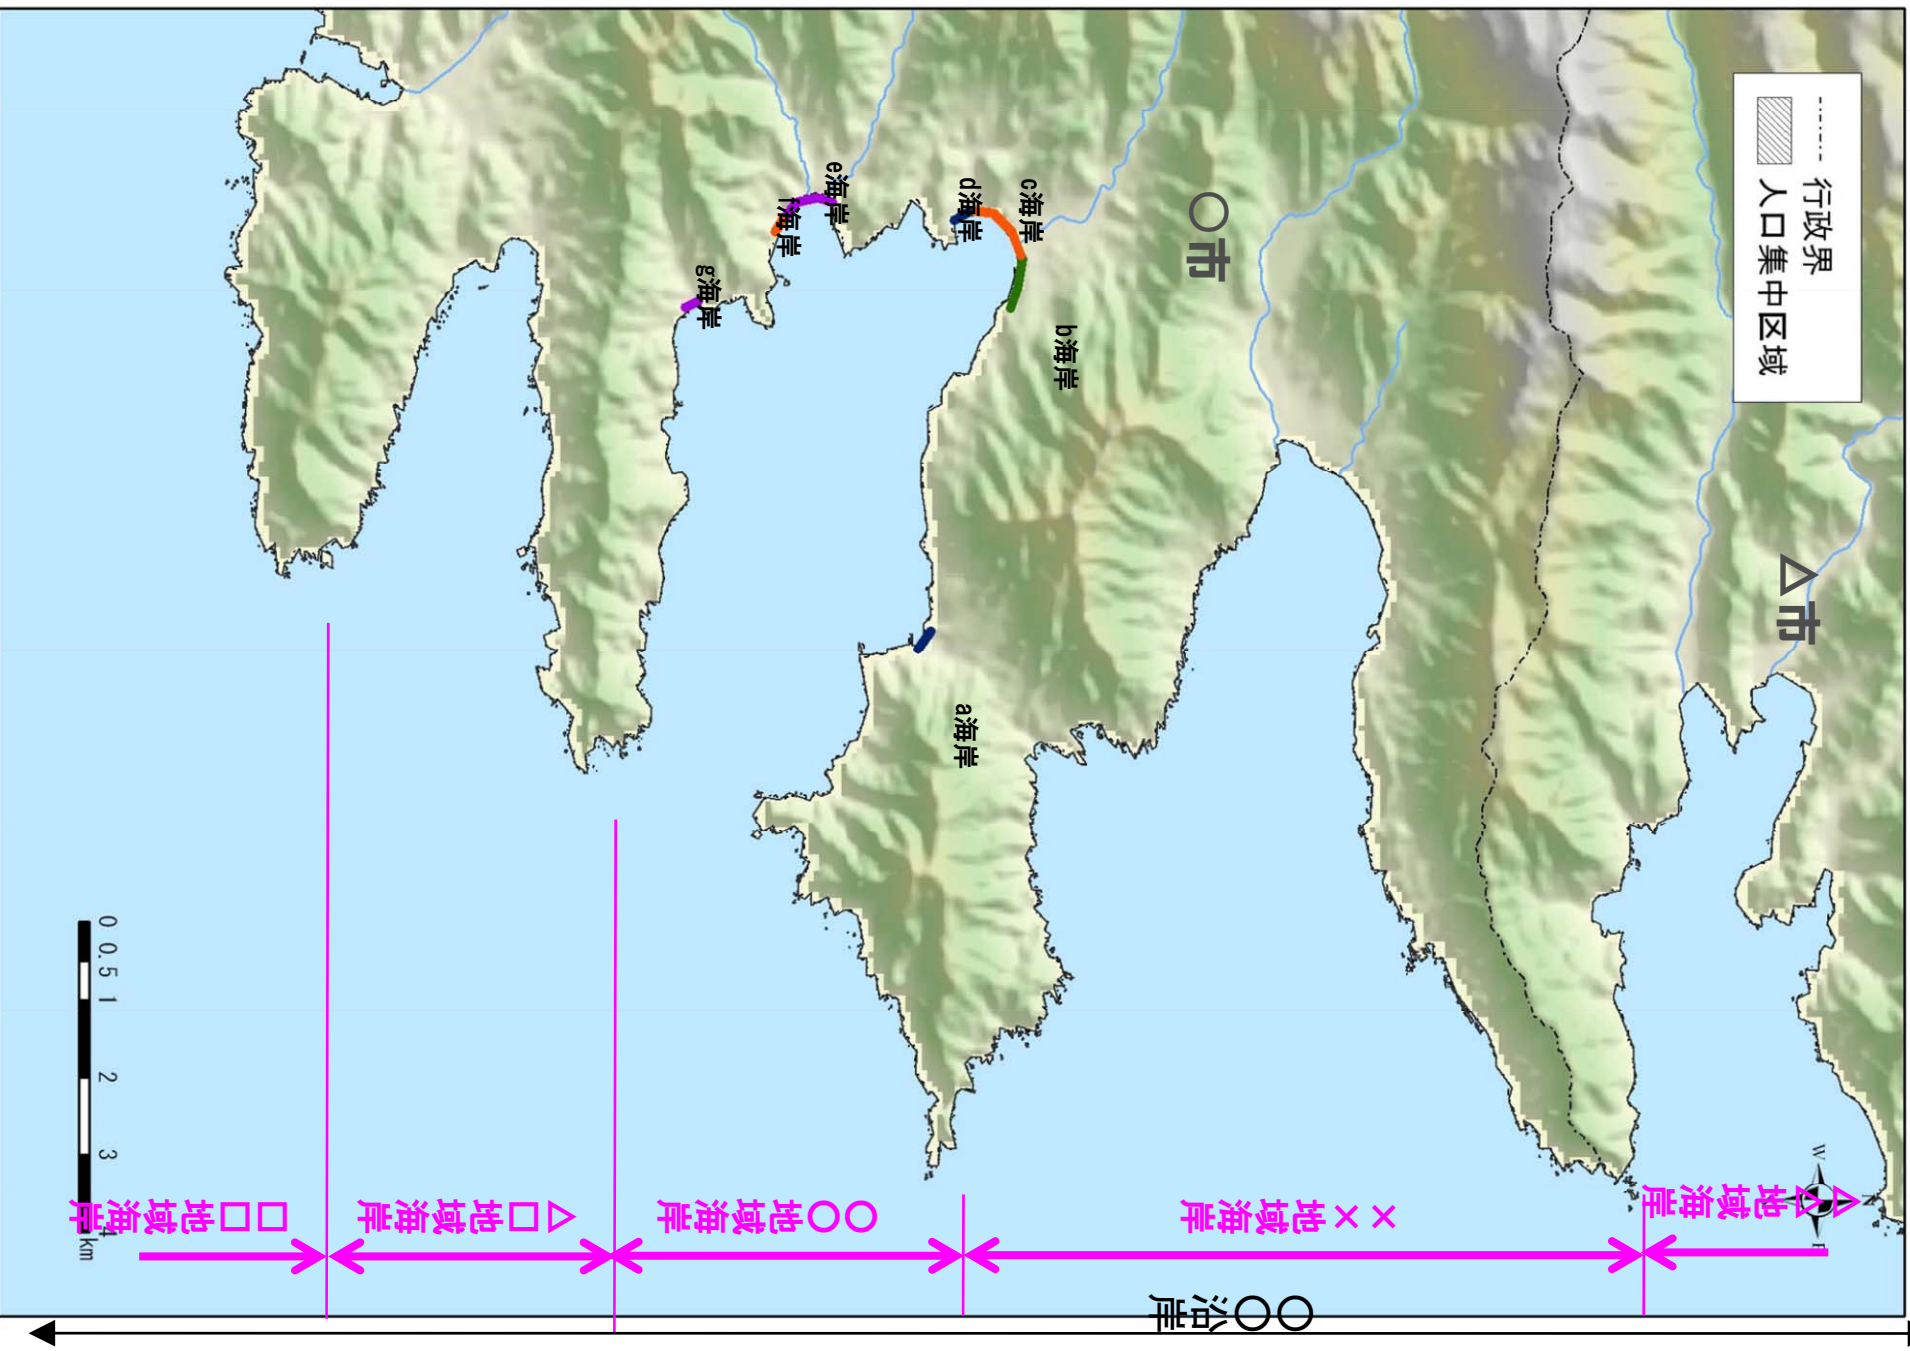 行政界
人口集中区域
△市
○市
a海岸
b海岸
c海岸
d海岸
e海岸
f海岸
g海岸
W
N
E
△△地域海岸
××地域海岸
○○地域海岸
△□地域海岸
□□地域海岸
○○沿岸
0 0.5 1 2 3 4
km